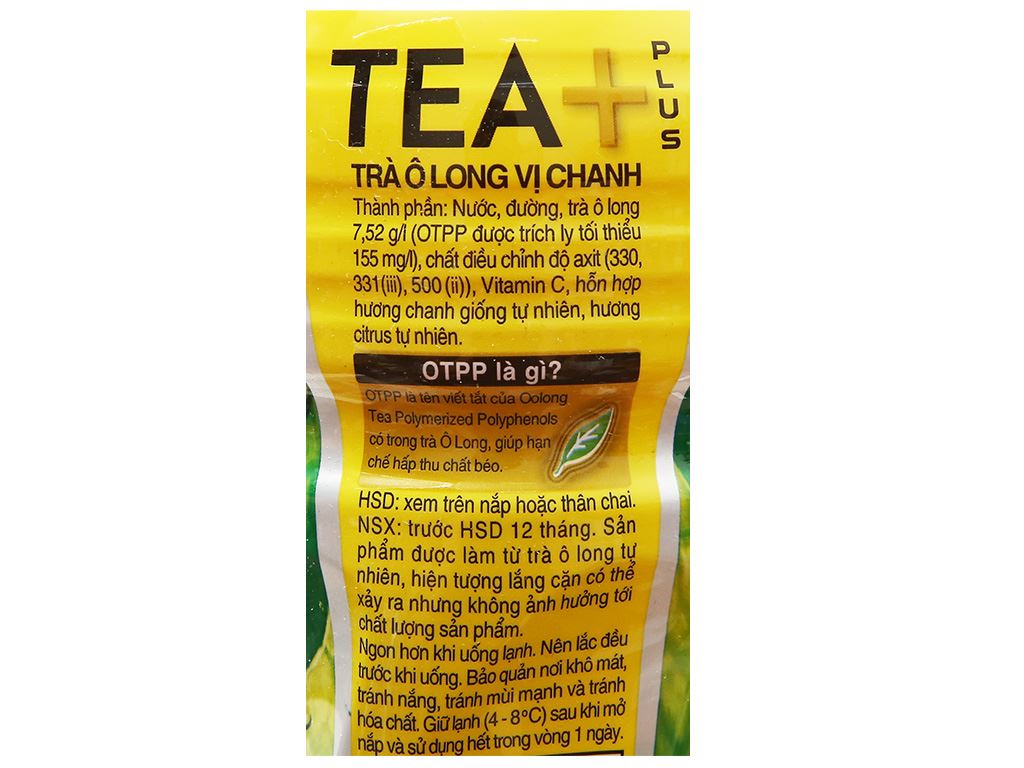 TEA+
PLUS
TRÀ Ô LONG VỊ CHANH
Thành phần: Nước, đường, trà ô long
7,52 g/l (OTPP được trích ly tối thiểu
155 mg/l), chất điều chỉnh độ axit (330,
331(iii), 500 (ii)), Vitamin C, hỗn hợp
hương chanh giống tự nhiên, hương
citrus tự nhiên.
OTPP là gì?
OTPP là tên viết tắt của Oolong
Tea Polymerized Polyphenols
có trong trà Ô Long, giúp hạn
chế hấp thu chất béo.
HSD: xem trên nắp hoặc thân chai.
NSX: trước HSD 12 tháng. Sản
phẩm được làm từ trà ô long tự
nhiên, hiện tượng lắng cặn có thể
xảy ra nhưng không ảnh hưởng tới
chất lượng sản phẩm.
Ngon hơn khi uống lạnh. Nên lắc đều
trước khi uống. Bảo quản nơi khô mát,
tránh nắng, tránh mùi mạnh và tránh
hóa chất. Giữ lạnh (4 - 8°C) sau khi mở
nắp và sử dụng hết trong vòng 1 ngày.